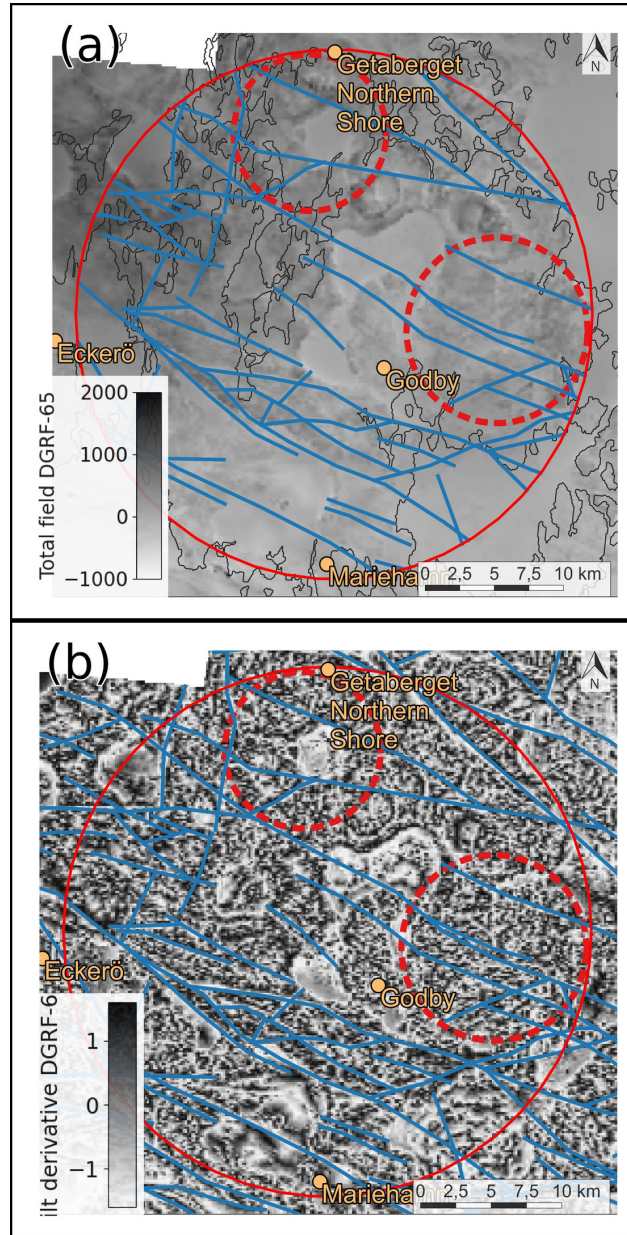 (a)
N
Getaberget
Northern
Shore
Eckerö
Godby
2000
1000
0
−1000
Total field DGRF-65
Marieha
0 2,5 5 7,5 10 km
(b)
N
Getaberget
Northern
Shore
Eckerö
Godby
1
0
−1
ilt derivative DGRF-6
Marieha
0 2,5 5 7,5 10 km